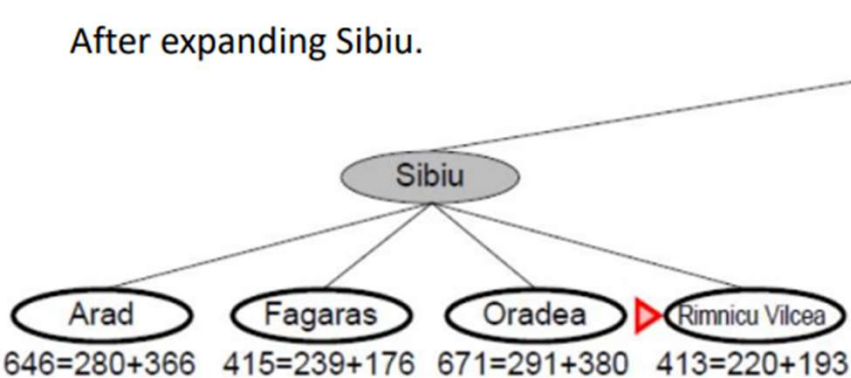 After expanding Sibiu.
Sibiu
Arad Fagaras Oradea Rimnicu Vilcea
646=280+366 415=239+176 671=291+380 413=220+193